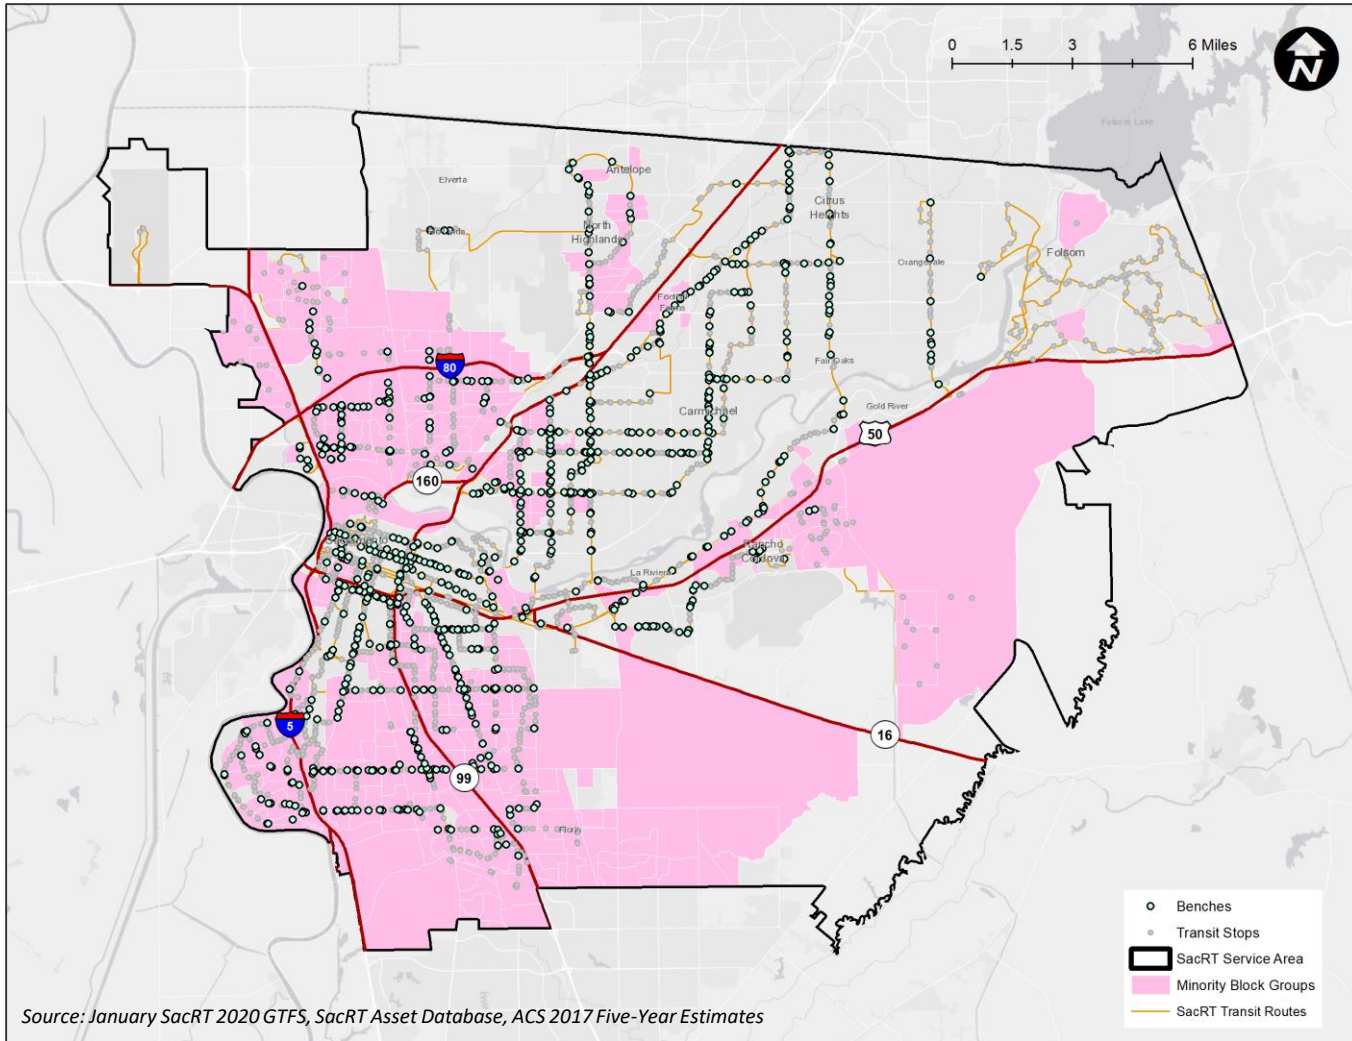 0 1.5 3 6 Miles
N
Folsom Lake
Antelope
Elverta
Citrus
Heights
North
Highlands
Folsom
Orangevale
Foothill
Farms
80
Fair Oaks
Carmichael
Gold River
50
160
Sacramento
Rancho
Cordova
La Riviera
5
16
99
Florin
Benches
Transit Stops
SacRT Service Area
Minority Block Groups
SacRT Transit Routes
Source: January SacRT 2020 GTFS, SacRT Asset Database, ACS 2017 Five-Year Estimates